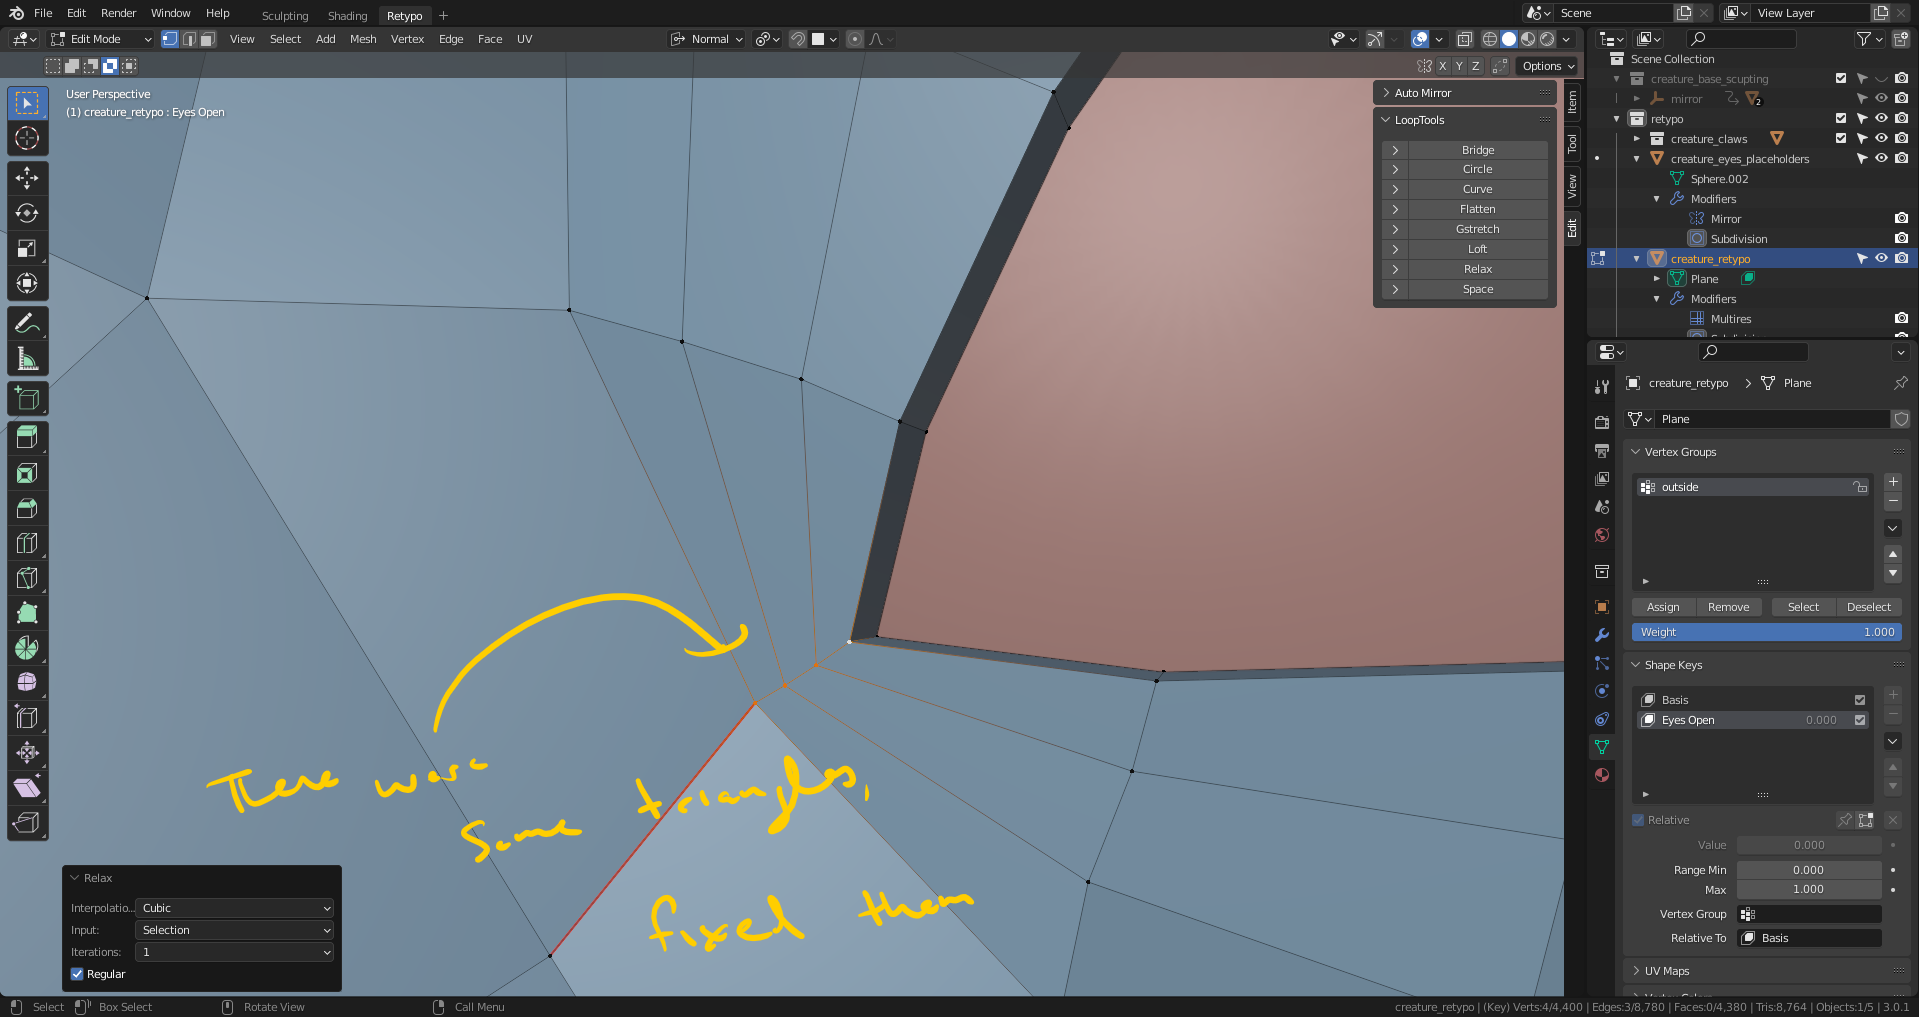 File Edit Render Window Help Sculpting Shading Retypo +
Scene View Layer
Edit Mode View Select Add Mesh Vertex Edge Face UV Normal
X Y Z Options
User Perspective
(1) creature_retypo : Eyes Open
Auto Mirror
LoopTools
Bridge
Circle
Curve
Flatten
Gstretch
Loft
Relax
Space
Item
Tool
View
Edit
There were
Some triangles,
fixed them
Relax
Interpolatio... Cubic
Input: Selection
Iterations: 1
Regular
Scene Collection
creature_base_scupting
mirror 2
retypo
creature_claws
creature_eyes_placeholders
Sphere.002
Modifiers
Mirror
Subdivision
creature_retypo
Plane
Modifiers
Multires
creature_retypo > Plane
Plane
Vertex Groups
outside
Assign Remove Select Deselect
Weight 1.000
Shape Keys
Basis
Eyes Open 0.000
Relative
Value 0.000
Range Min 0.000
Max 1.000
Vertex Group
Relative To Basis
UV Maps
Select Box Select Rotate View Call Menu
creature_retypo | (Key) Verts:4/4,400 | Edges:3/8,780 | Faces:0/4,380 | Tris:8,764 | Objects:1/5 | 3.0.1